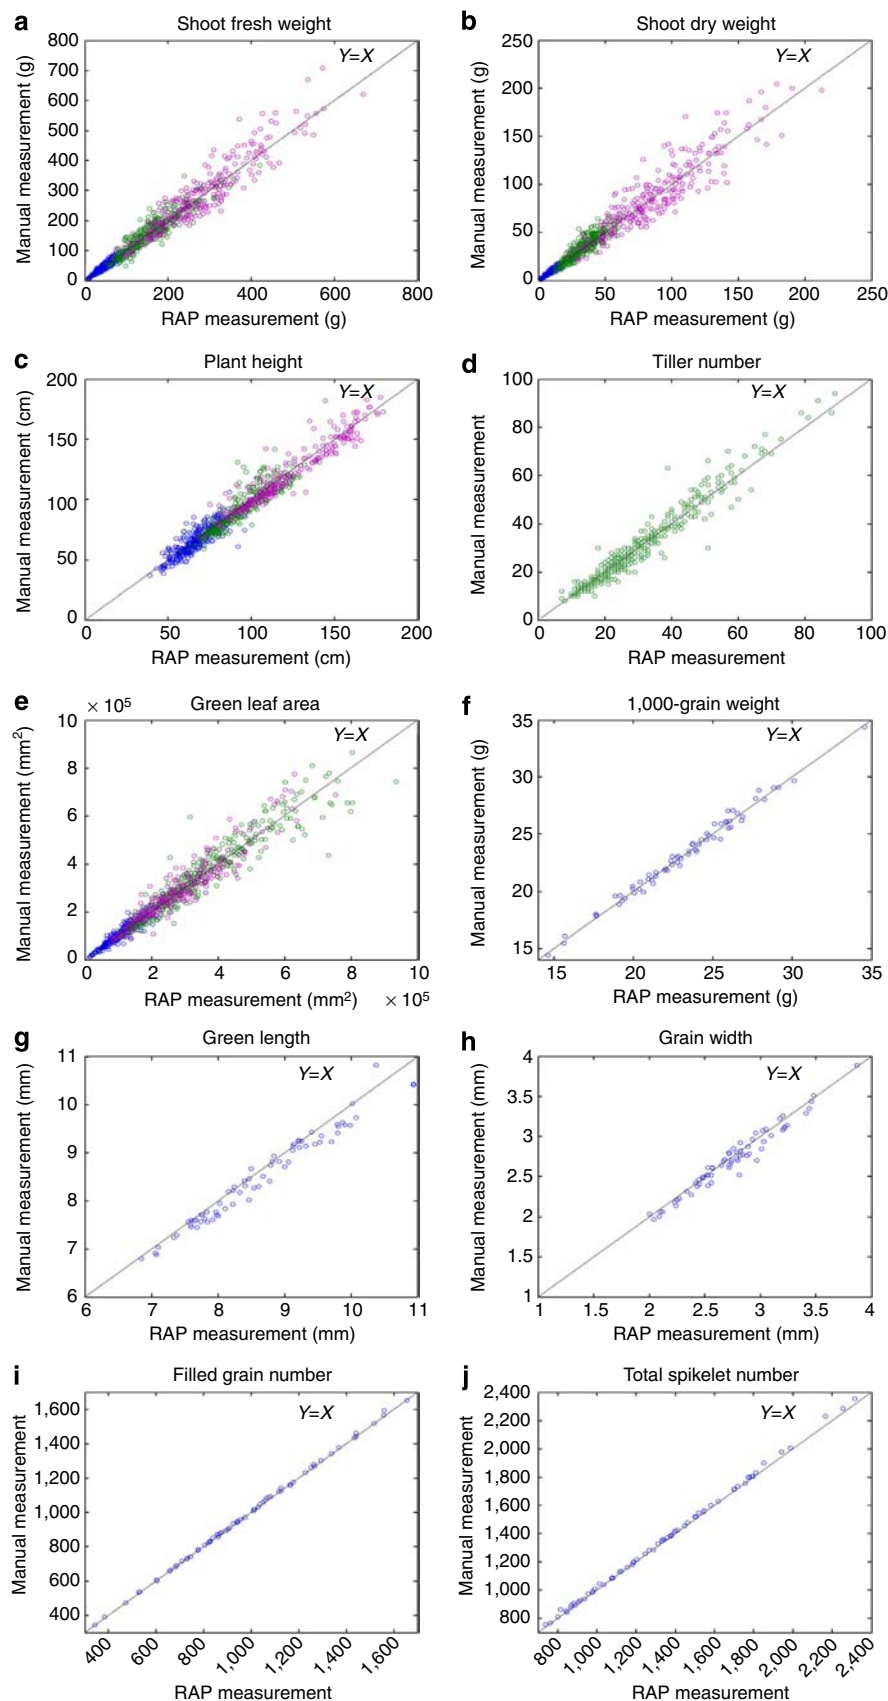 a Shoot fresh weight
800
700
600
500
400
300
200
100
0
Manual measurement (g)
Y=X
0 200 400 600 800
RAP measurement (g)
b Shoot dry weight
250
200
150
100
50
0
Manual measurement (g)
Y=X
0 50 100 150 200 250
RAP measurement (g)
c Plant height
200
150
100
50
0
Manual measurement (cm)
Y=X
0 50 100 150 200
RAP measurement (cm)
d Tiller number
100
80
60
40
20
0
Manual measurement
Y=X
0 20 40 60 80 100
RAP measurement
e × 10⁵ Green leaf area
10
8
6
4
2
0
Manual measurement (mm²)
Y=X
0 2 4 6 8 10
RAP measurement (mm²) × 10⁵
f 1,000-grain weight
35
30
25
20
15
Manual measurement (g)
Y=X
15 20 25 30 35
RAP measurement (g)
g Green length
11
10
9
8
7
6
Manual measurement (mm)
Y=X
6 7 8 9 10 11
RAP measurement (mm)
h Grain width
4
3.5
3
2.5
2
1.5
1
Manual measurement (mm)
Y=X
1 1.5 2 2.5 3 3.5 4
RAP measurement (mm)
i Filled grain number
1,600
1,400
1,200
1,000
800
600
400
Manual measurement
Y=X
400 600 800 1,000 1,200 1,400 1,600
RAP measurement
j Total spikelet number
2,400
2,200
2,000
1,800
1,600
1,400
1,200
1,000
800
Manual measurement
Y=X
800 1,000 1,200 1,400 1,600 1,800 2,000 2,200 2,400
RAP measurement